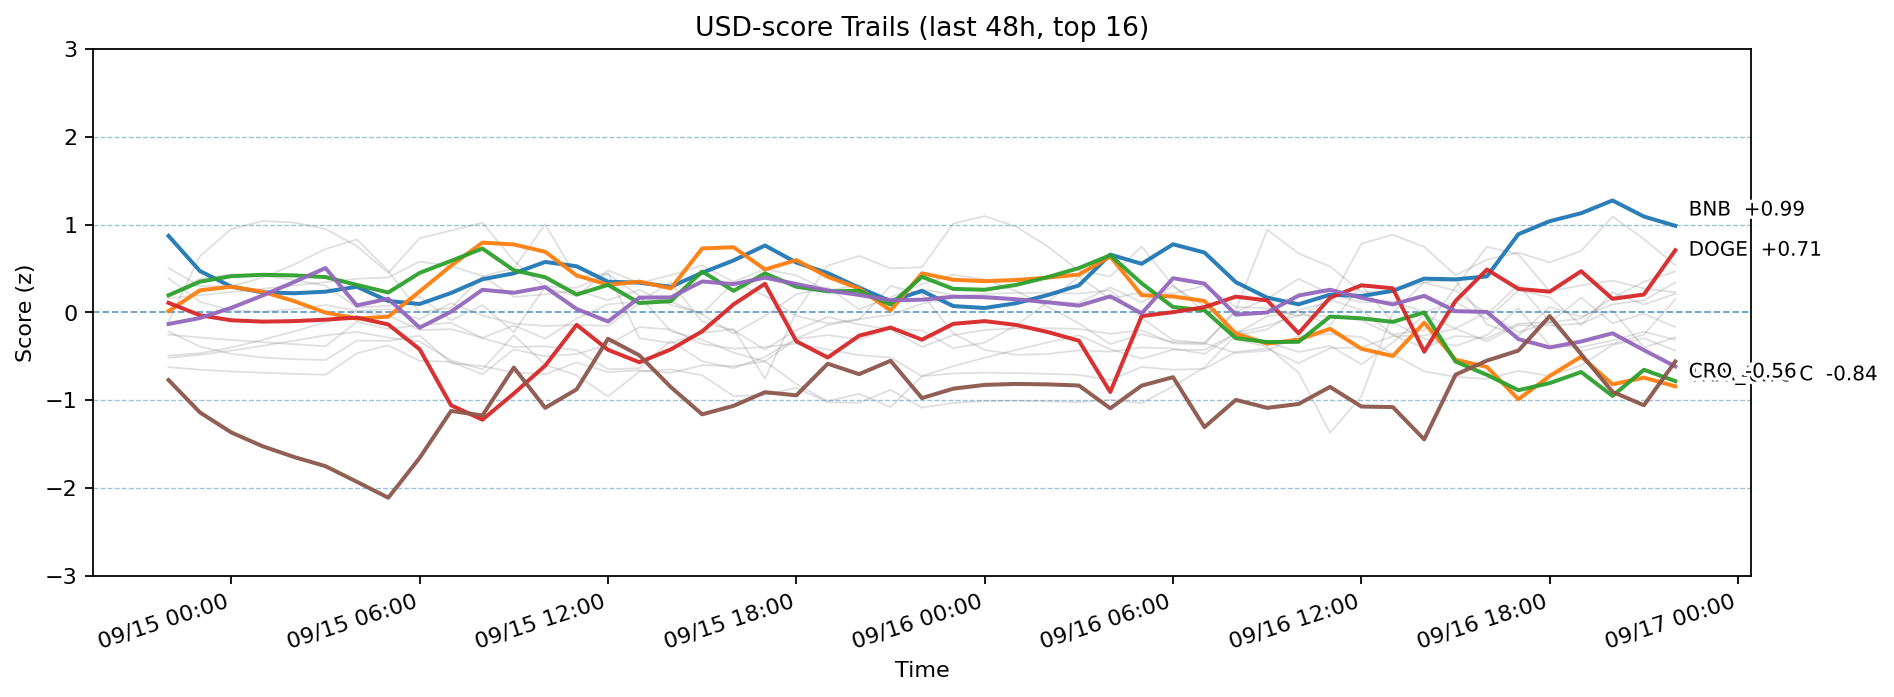 USD-score Trails (last 48h, top 16)
Score (z)
3
2
1
0
−1
−2
−3
BNB +0.99
DOGE +0.71
CRO -0.56
C -0.84
09/15 00:00
09/15 06:00
09/15 12:00
09/15 18:00
09/16 00:00
09/16 06:00
09/16 12:00
09/16 18:00
09/17 00:00
Time